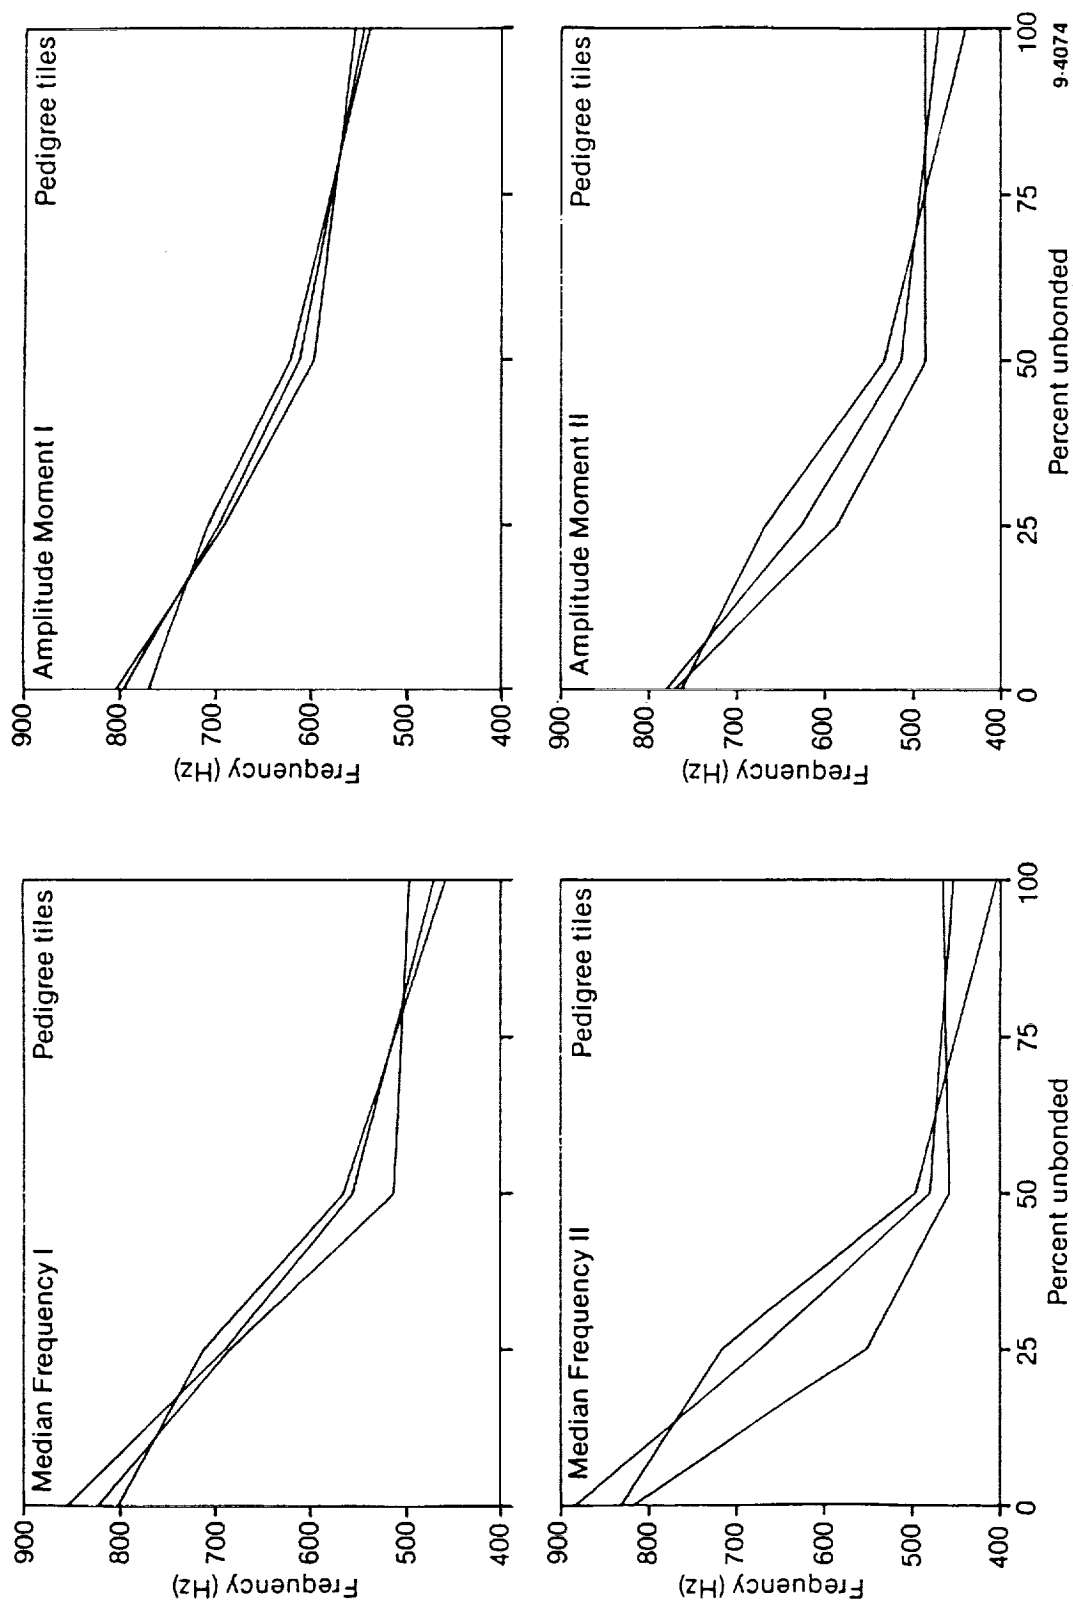 Median Frequency I
Pedigree tiles
Frequency (Hz)
900
800
700
600
500
400
Amplitude Moment I
Pedigree tiles
Frequency (Hz)
900
800
700
600
500
400
Median Frequency II
Pedigree tiles
Frequency (Hz)
900
800
700
600
500
400
0
25
50
75
100
Percent unbonded
Amplitude Moment II
Pedigree tiles
Frequency (Hz)
900
800
700
600
500
400
0
25
50
75
100
Percent unbonded
9-4074